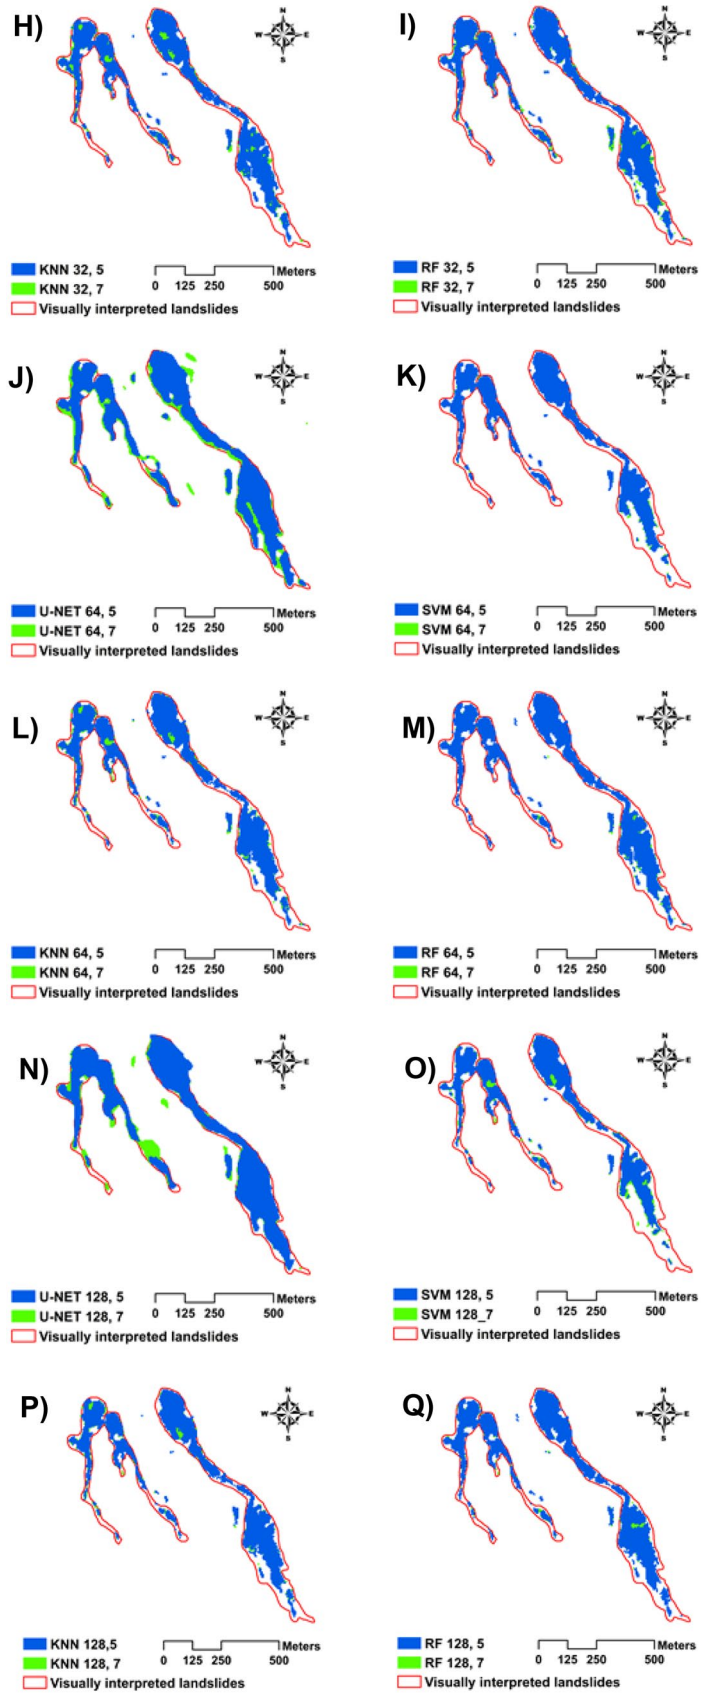 H)
N
W E
S
KNN 32, 5
KNN 32, 7
Visually interpreted landslides
Meters
0 125 250 500
I)
N
W E
S
RF 32, 5
RF 32, 7
Visually interpreted landslides
Meters
0 125 250 500
J)
N
W E
S
U-NET 64, 5
U-NET 64, 7
Visually interpreted landslides
Meters
0 125 250 500
K)
N
W E
S
SVM 64, 5
SVM 64, 7
Visually interpreted landslides
Meters
0 125 250 500
L)
N
W E
S
KNN 64, 5
KNN 64, 7
Visually interpreted landslides
Meters
0 125 250 500
M)
N
W E
S
RF 64, 5
RF 64, 7
Visually interpreted landslides
Meters
0 125 250 500
N)
N
W E
S
U-NET 128, 5
U-NET 128, 7
Visually interpreted landslides
Meters
0 125 250 500
O)
N
W E
S
SVM 128, 5
SVM 128_7
Visually interpreted landslides
Meters
0 125 250 500
P)
N
W E
S
KNN 128,5
KNN 128, 7
Visually interpreted landslides
Meters
0 125 250 500
Q)
N
W E
S
RF 128, 5
RF 128, 7
Visually interpreted landslides
Meters
0 125 250 500